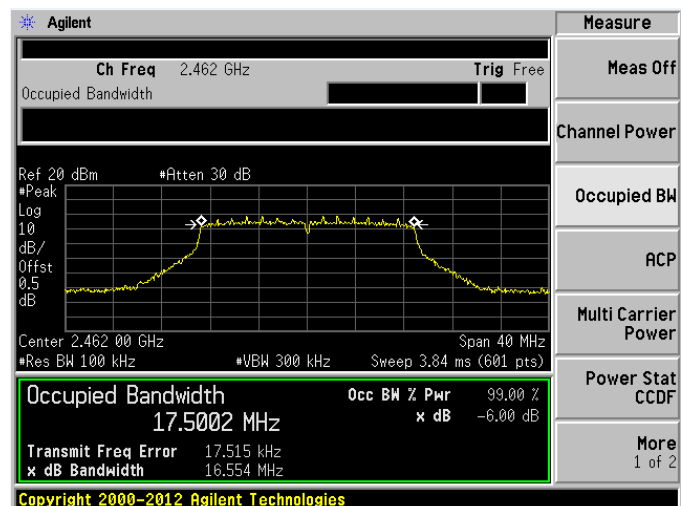 Agilent
Measure
Ch Freq 2.462 GHz Trig Free
Occupied Bandwidth
Meas Off
Channel Power
Occupied BW
ACP
Multi Carrier
Power
Power Stat
CCDF
More
1 of 2
Ref 20 dBm #Atten 30 dB
#Peak
Log
10
dB/
Offst
0.5
dB
Center 2.462 00 GHz Span 40 MHz
#Res BW 100 kHz #VBW 300 kHz Sweep 3.84 ms (601 pts)
Occupied Bandwidth Occ BW % Pwr 99.00 %
17.5002 MHz x dB -6.00 dB
Transmit Freq Error 17.515 kHz
x dB Bandwidth 16.554 MHz
Copyright 2000-2012 Agilent Technologies